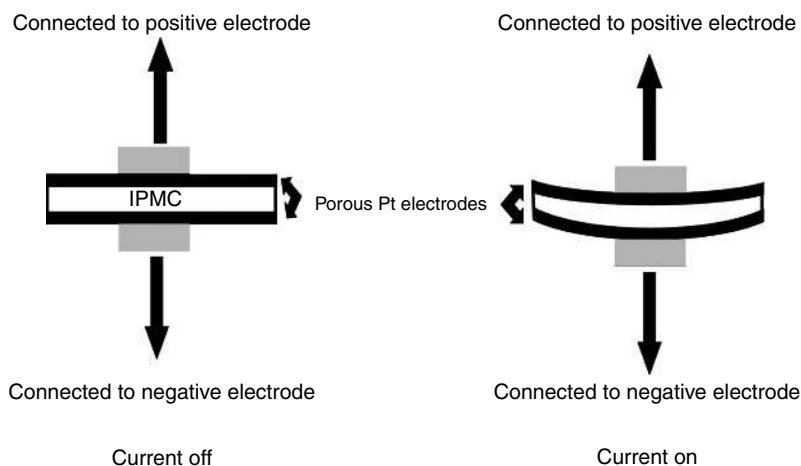 Connected to positive electrode
Connected to positive electrode
IPMC
Porous Pt electrodes
Connected to negative electrode
Connected to negative electrode
Current off
Current on